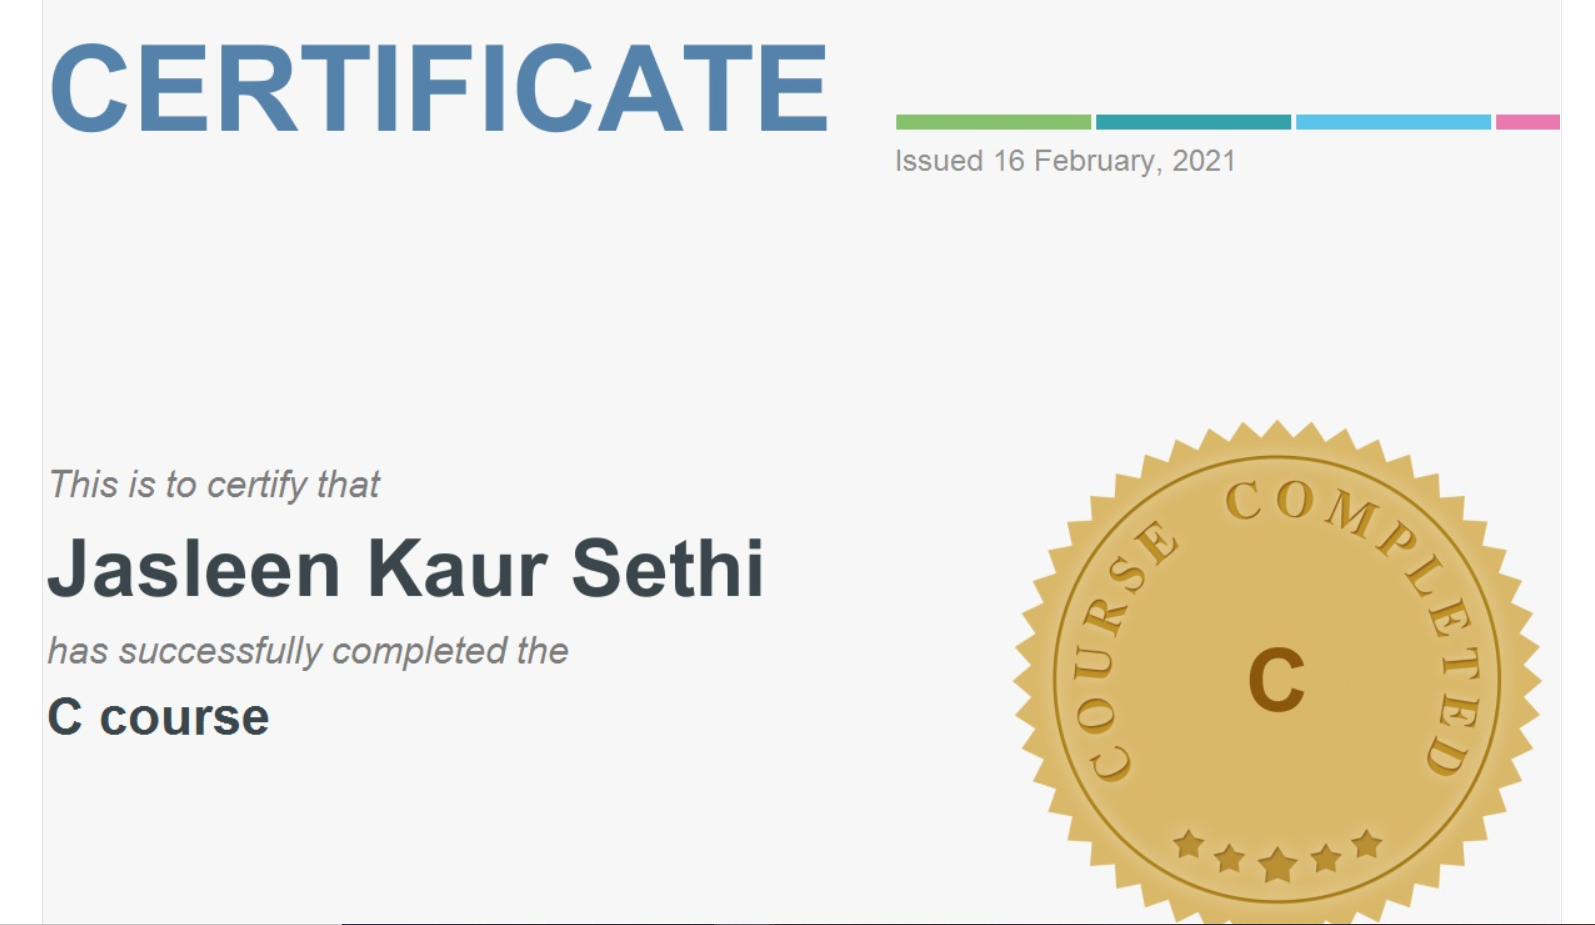 CERTIFICATE
Issued 16 February, 2021
This is to certify that
Jasleen Kaur Sethi
has successfully completed the
C course
COURSE COMPLETED
C